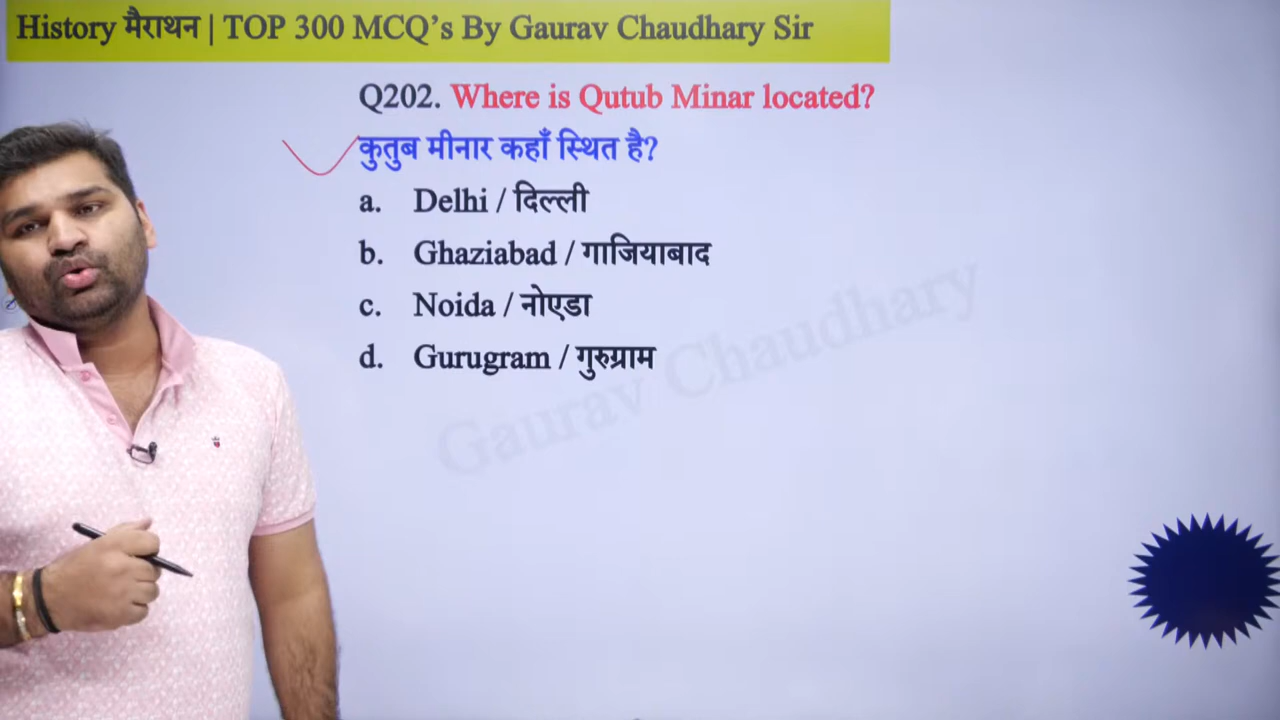 History मैराथन | TOP 300 MCQ’s By Gaurav Chaudhary Sir
Q202. Where is Qutub Minar located?
कुतुब मीनार कहाँ स्थित है?
a. Delhi / दिल्ली
b. Ghaziabad / गाजियाबाद
c. Noida / नोएडा
d. Gurugram / गुरुग्राम
Gaurav Chaudhary